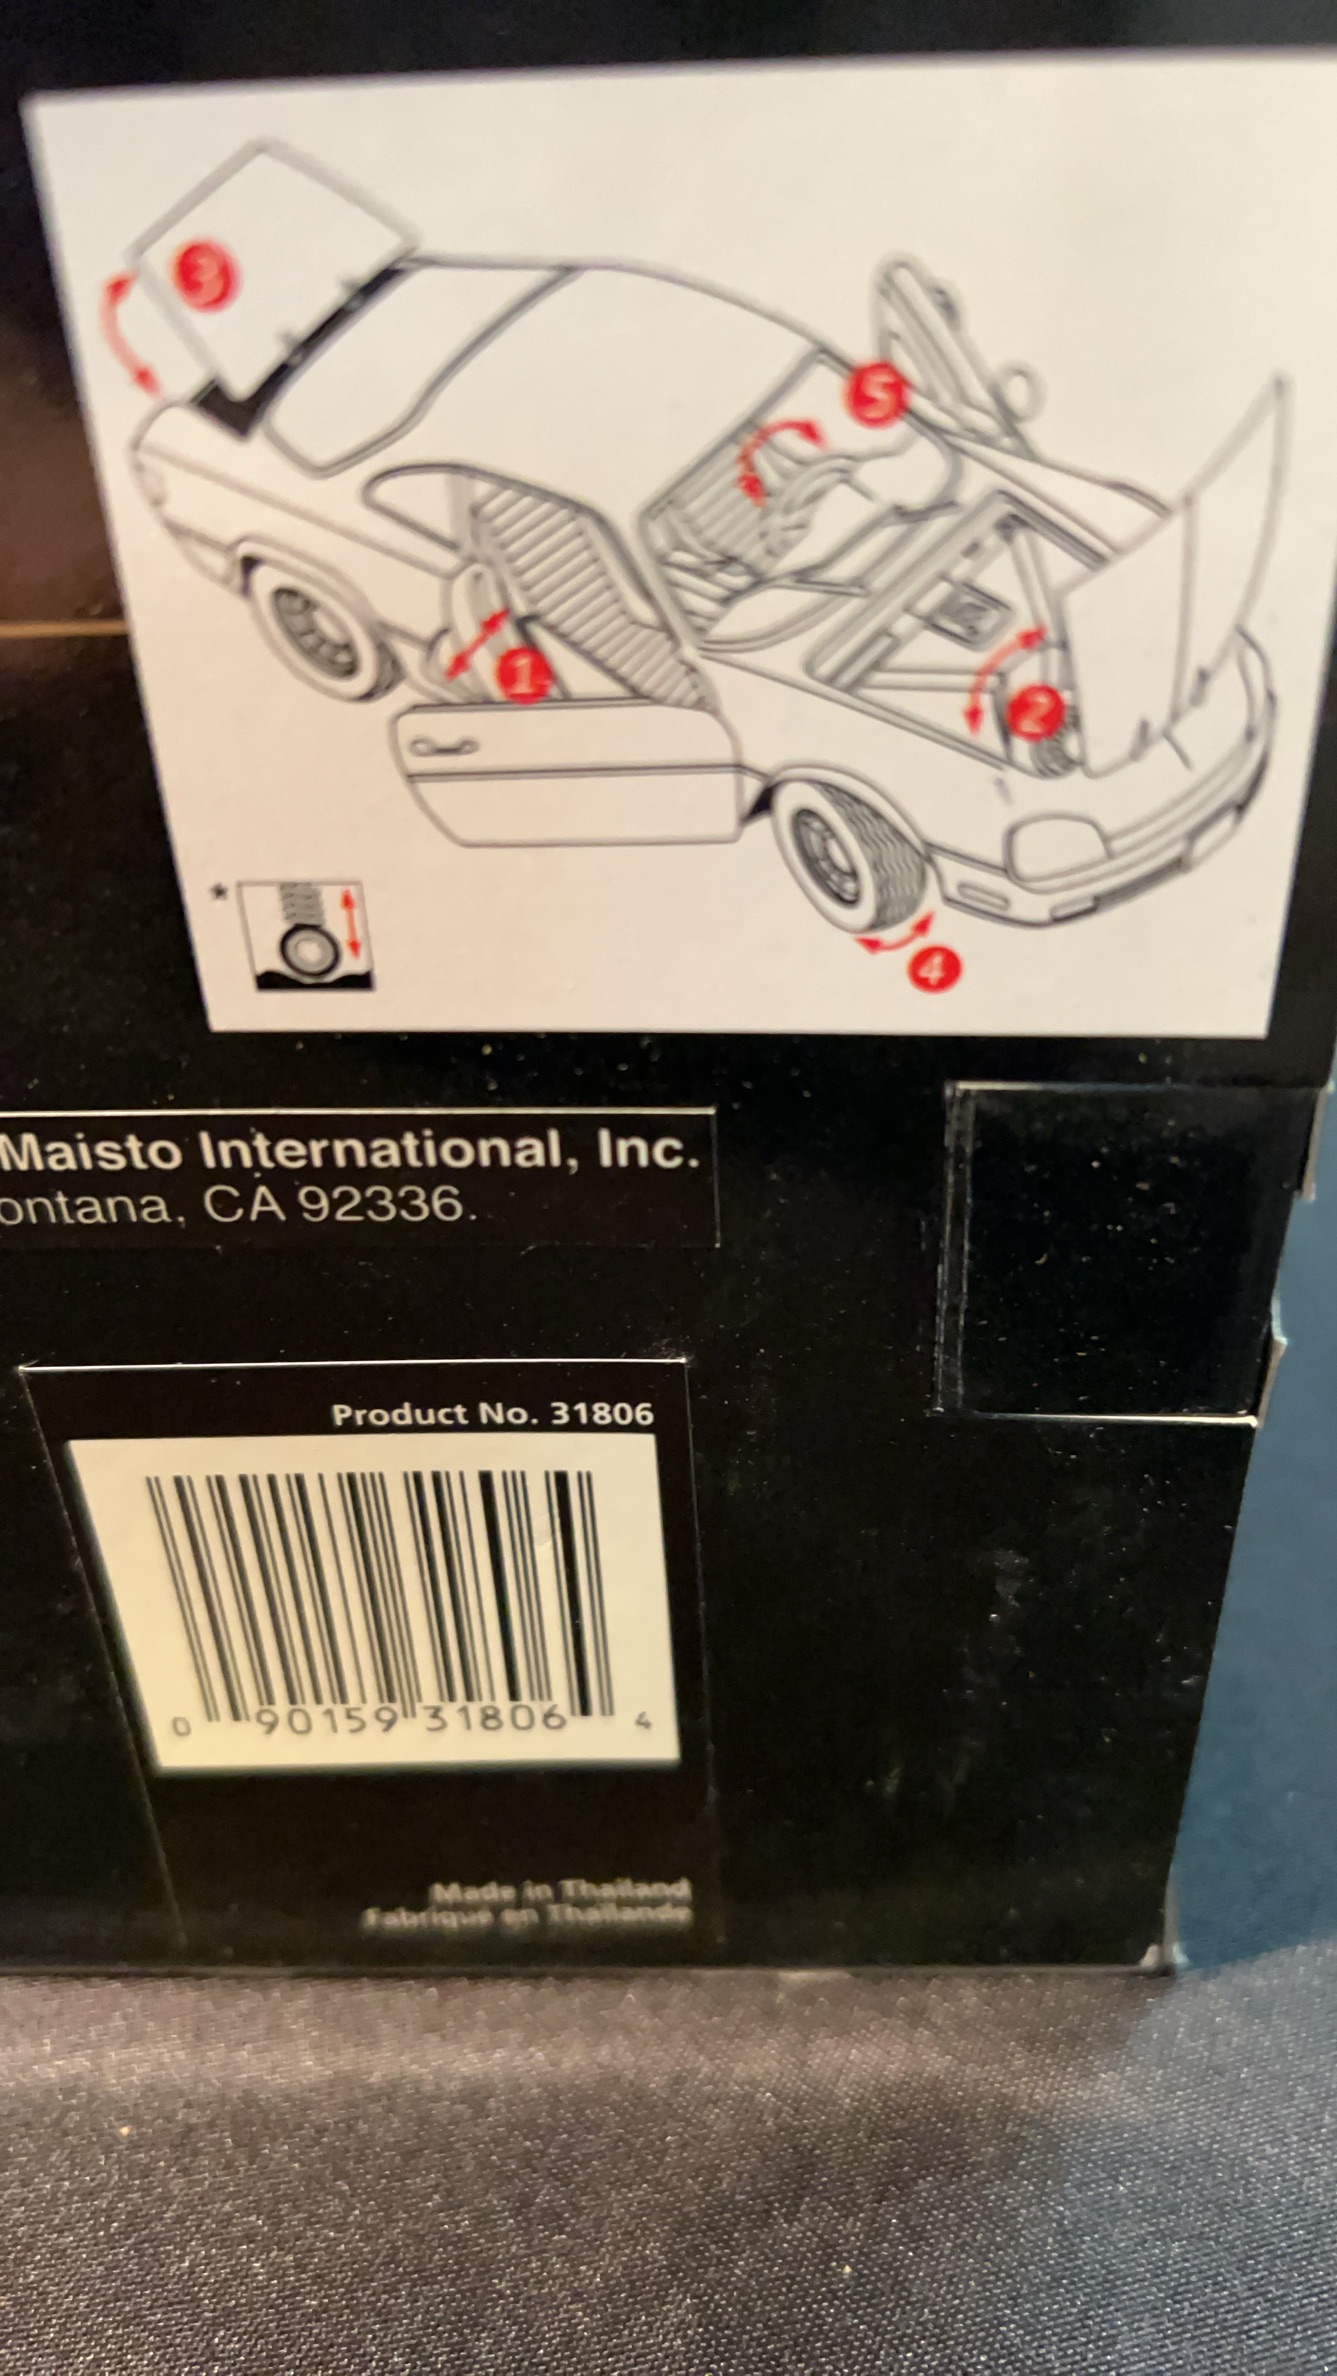 3
5
1
2
*
4
Maisto International, Inc.
ontana, CA 92336.
Product No. 31806
0 90159 31806 4
Made in Thailand
Fabriqué en Thaïlande